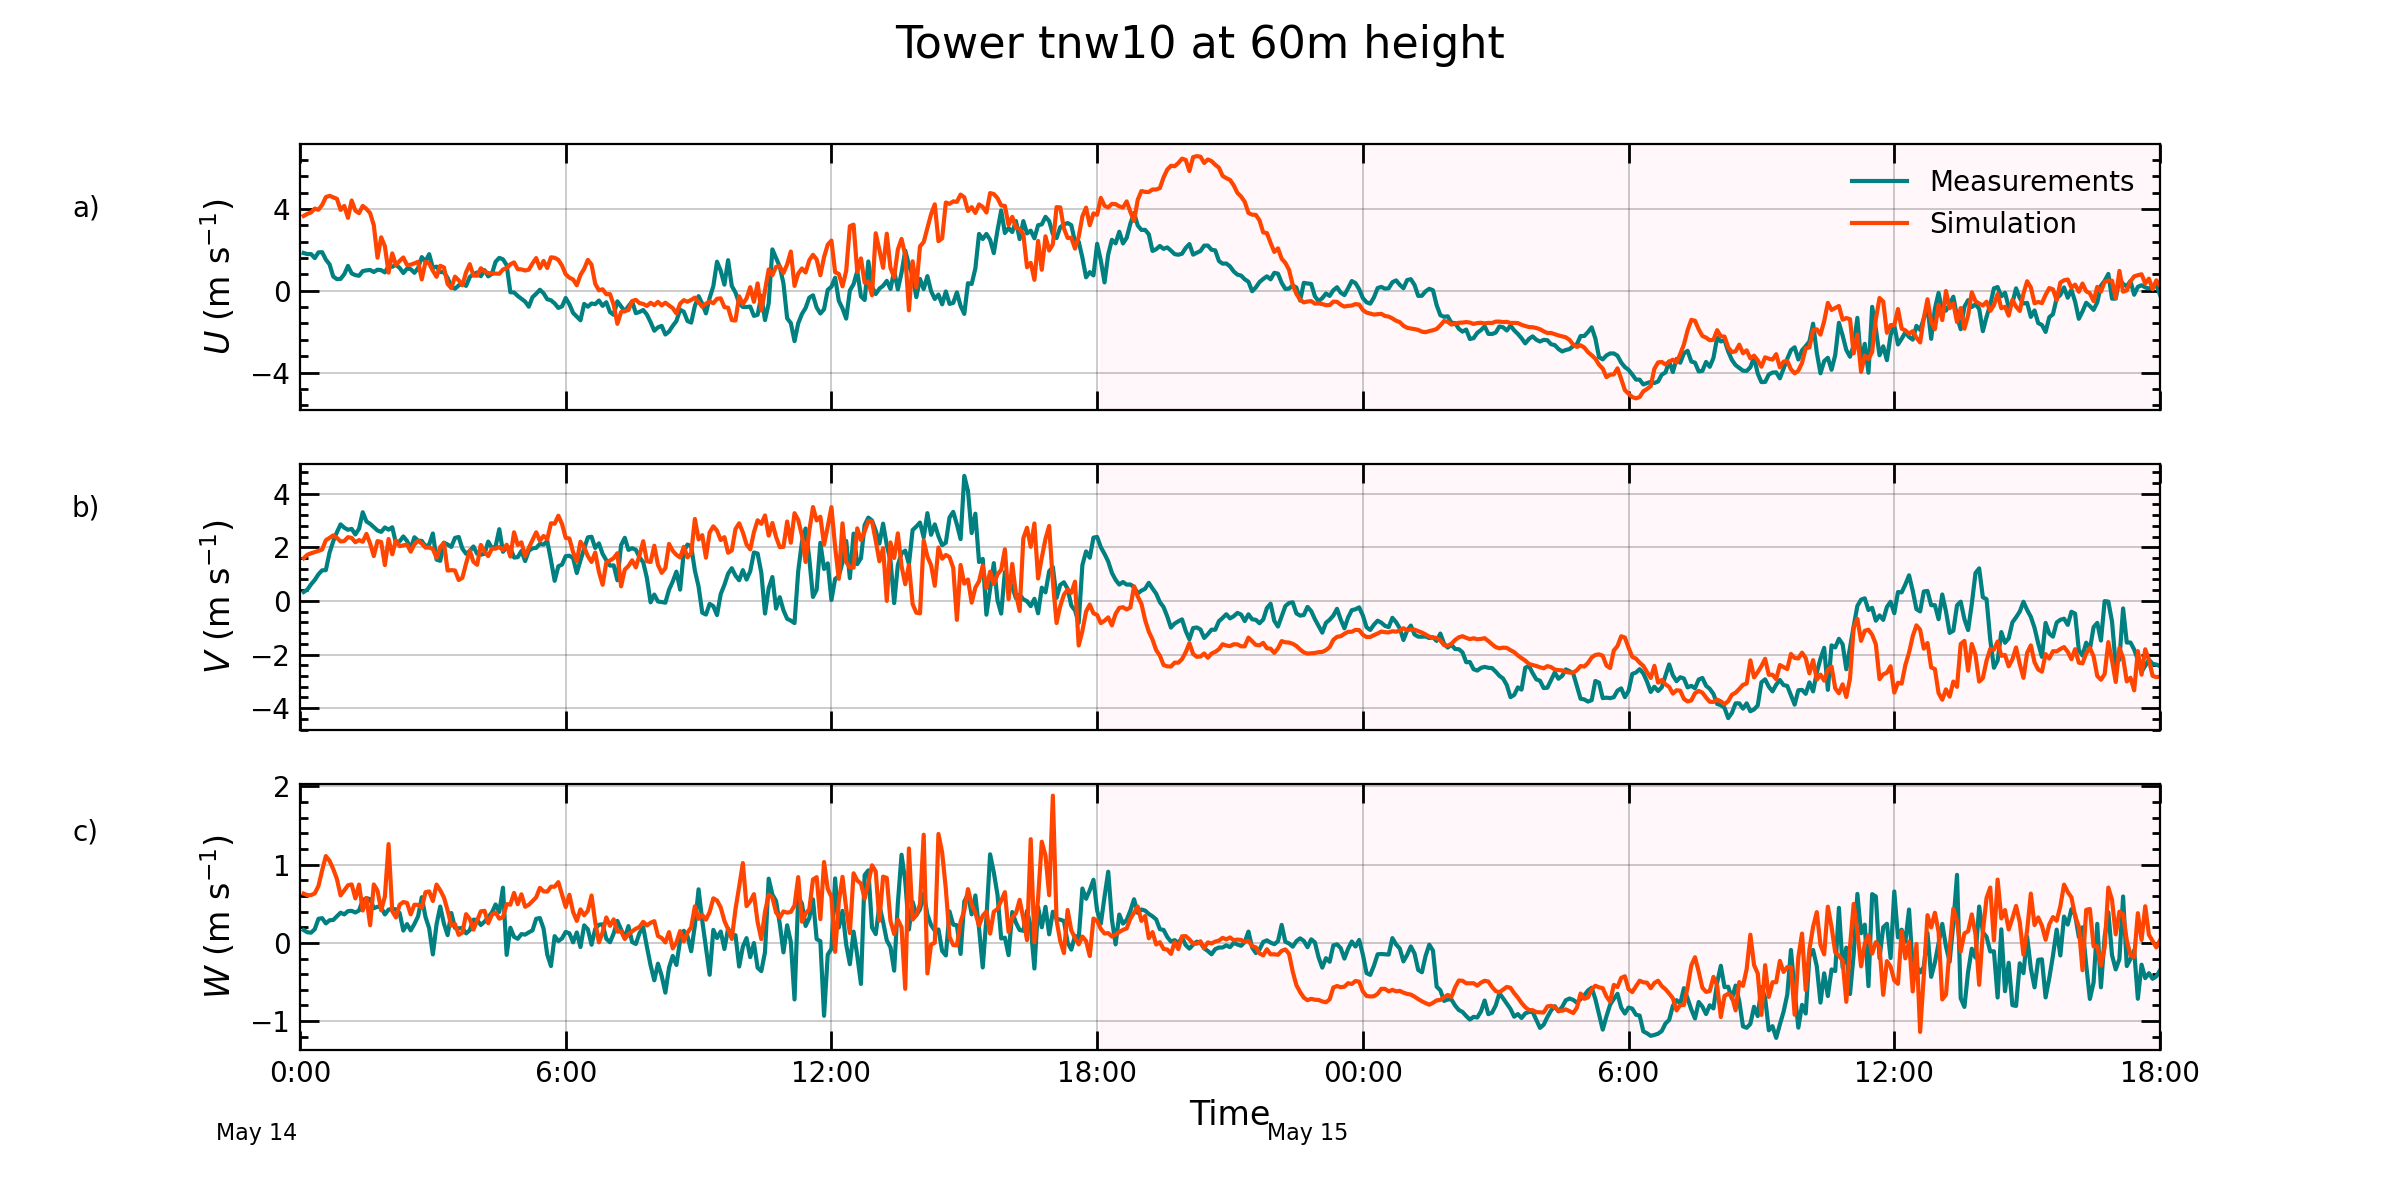 Tower tnw10 at 60m height
a)
U (m s⁻¹)
4
0
−4
Measurements
Simulation
b)
V (m s⁻¹)
4
2
0
−2
−4
c)
W (m s⁻¹)
2
1
0
−1
0:00 6:00 12:00 18:00 00:00 6:00 12:00 18:00
Time
May 14 May 15